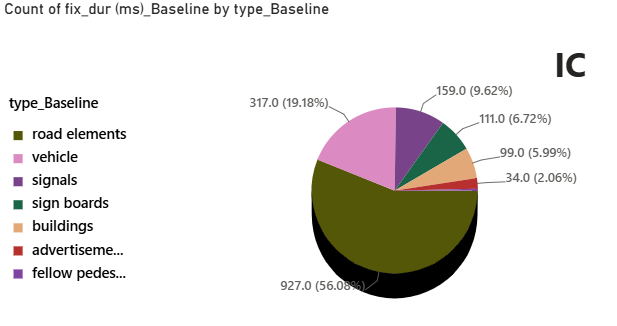 Count of fix_dur (ms)_Baseline by type_Baseline
IC
type_Baseline
road elements
vehicle
signals
sign boards
buildings
advertiseme...
fellow pedes...
317.0 (19.18%)
159.0 (9.62%)
111.0 (6.72%)
99.0 (5.99%)
34.0 (2.06%)
927.0 (56.08%)